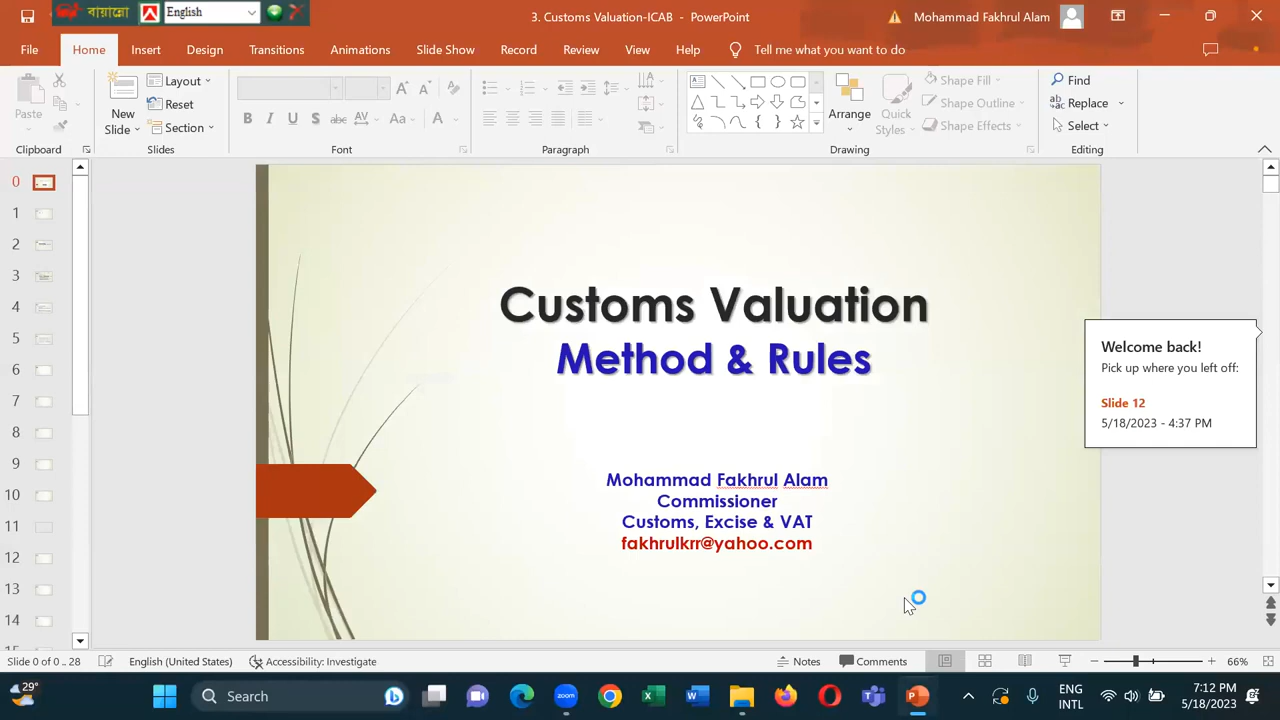 বায়ান্নো English
3. Customs Valuation-ICAB - PowerPoint
Mohammad Fakhrul Alam
File Home Insert Design Transitions Animations Slide Show Record Review View Help Tell me what you want to do
Paste
Clipboard
New Slide
Layout
Reset
Section
Slides
B I U S abc AV Aa A
Font
Paragraph
Arrange
Quick Styles
Shape Fill
Shape Outline
Shape Effects
Drawing
Find
Replace
Select
Editing
0
1
2
3
4
5
6
7
8
9
10
11
12
13
14
Customs Valuation
Method & Rules
Mohammad Fakhrul Alam
Commissioner
Customs, Excise & VAT
fakhrulkrr@yahoo.com
Welcome back!
Pick up where you left off:
Slide 12
5/18/2023 - 4:37 PM
Slide 0 of 0 .. 28 English (United States) Accessibility: Investigate Notes Comments 66%
29°
Search
zoom
ENG
INTL
7:12 PM
5/18/2023